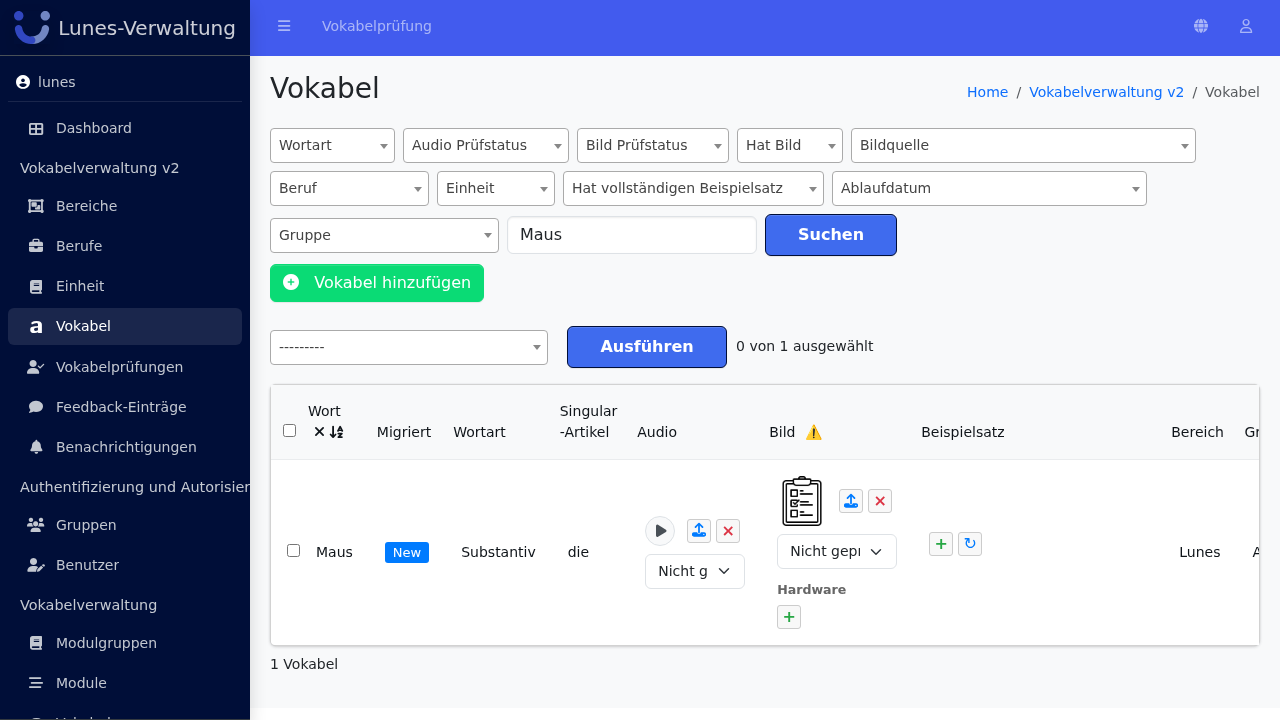 Lunes-Verwaltung
Vokabelprüfung
lunes
Dashboard
Vokabelverwaltung v2
Bereiche
Berufe
Einheit
Vokabel
Vokabelprüfungen
Feedback-Einträge
Benachrichtigungen
Authentifizierung und Autorisier
Gruppen
Benutzer
Vokabelverwaltung
Modulgruppen
Module
Vokabel
Home / Vokabelverwaltung v2 / Vokabel
Wortart
Audio Prüfstatus
Bild Prüfstatus
Hat Bild
Bildquelle
Beruf
Einheit
Hat vollständigen Beispielsatz
Ablaufdatum
Gruppe
Maus
Suchen
Vokabel hinzufügen
---------
Ausführen
0 von 1 ausgewählt
Wort
Migriert
Wortart
Singular
-Artikel
Audio
Bild
Beispielsatz
Bereich
Gr
Maus
New
Substantiv
die
Nicht g
Nicht gepr
Hardware
Lunes
1 Vokabel